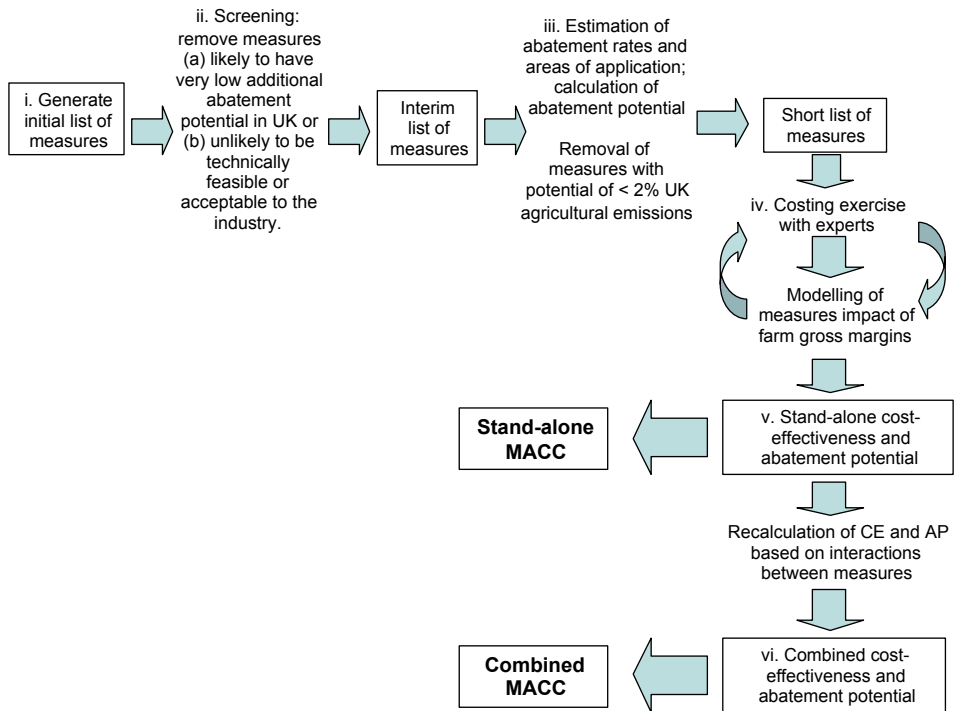 i. Generate
initial list of
measures
ii. Screening:
remove measures
(a) likely to have
very low additional
abatement
potential in UK or
(b) unlikely to be
technically
feasible or
acceptable to the
industry.
Interim
list of
measures
iii. Estimation of
abatement rates and
areas of application;
calculation of
abatement potential
Removal of
measures with
potential of < 2% UK
agricultural emissions
Short list of
measures
iv. Costing exercise
with experts
Modelling of
measures impact of
farm gross margins
v. Stand-alone cost-
effectiveness and
abatement potential
Stand-alone
MACC
Recalculation of CE and AP
based on interactions
between measures
vi. Combined cost-
effectiveness and
abatement potential
Combined
MACC